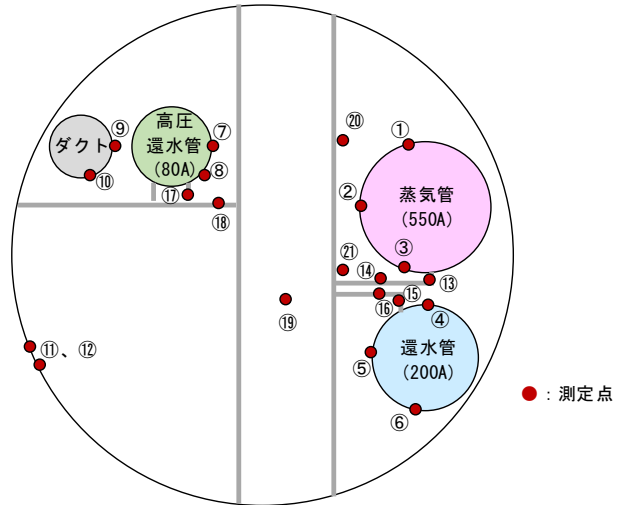 ⑳
①
高圧
還水管
(80A)
⑨
ダクト
⑦
⑩
⑧
⑰
⑱
②
蒸気管
(550A)
③
㉑
⑭
⑬
⑮
⑯
④
⑲
還水管
(200A)
⑤
⑥
⑪、⑫
●：測定点